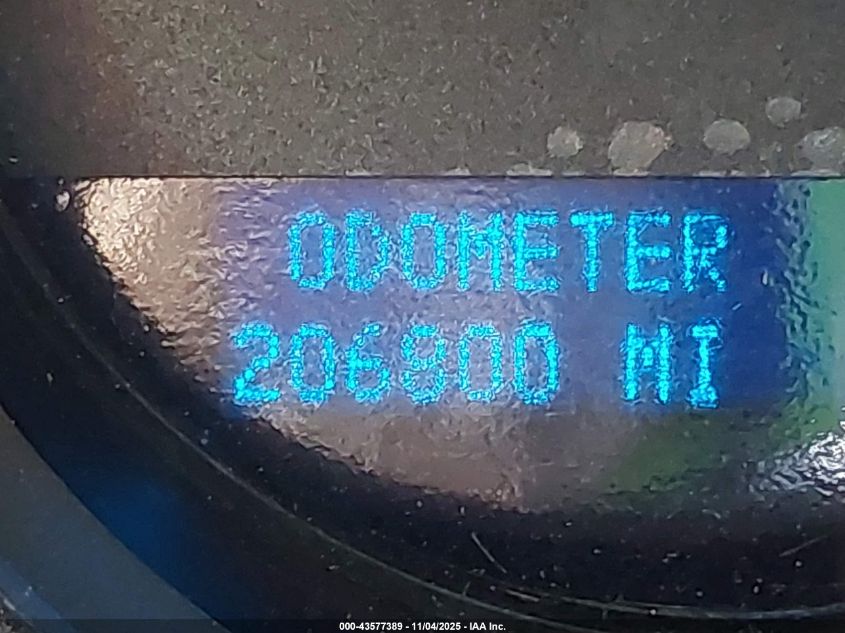 ODOMETER
206800 MI
000-43577389 - 11/04/2025 - IAA Inc.